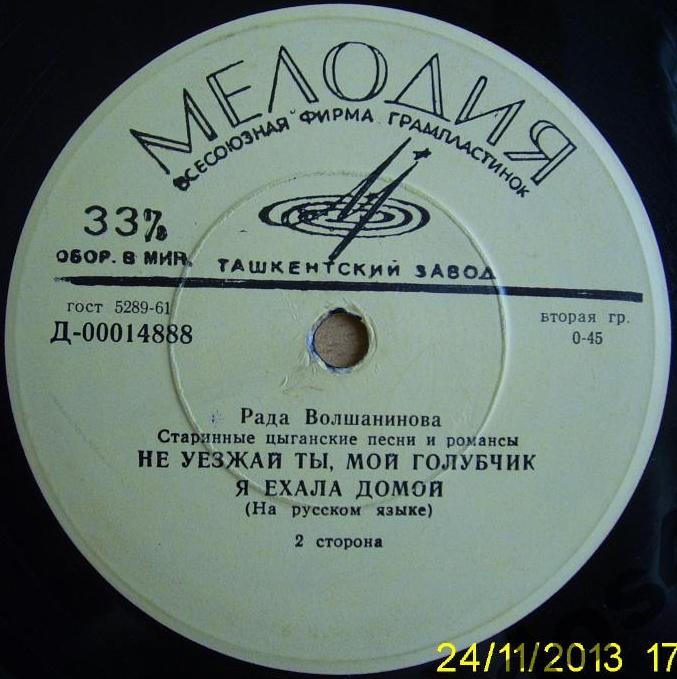 МЕЛОДИЯ
ВСЕСОЮЗНАЯ ФИРМА ГРАМПЛАСТИНОК
33⅓
ОБОР. В МИН.
ТАШКЕНТСКИЙ ЗАВОД
гост 5289-61
Д-00014888
вторая гр.
0-45
Рада Волшанинова
Старинные цыганские песни и романсы
НЕ УЕЗЖАЙ ТЫ, МОЙ ГОЛУБЧИК
Я ЕХАЛА ДОМОЙ
(На русском языке)
2 сторона
24/11/2013 17